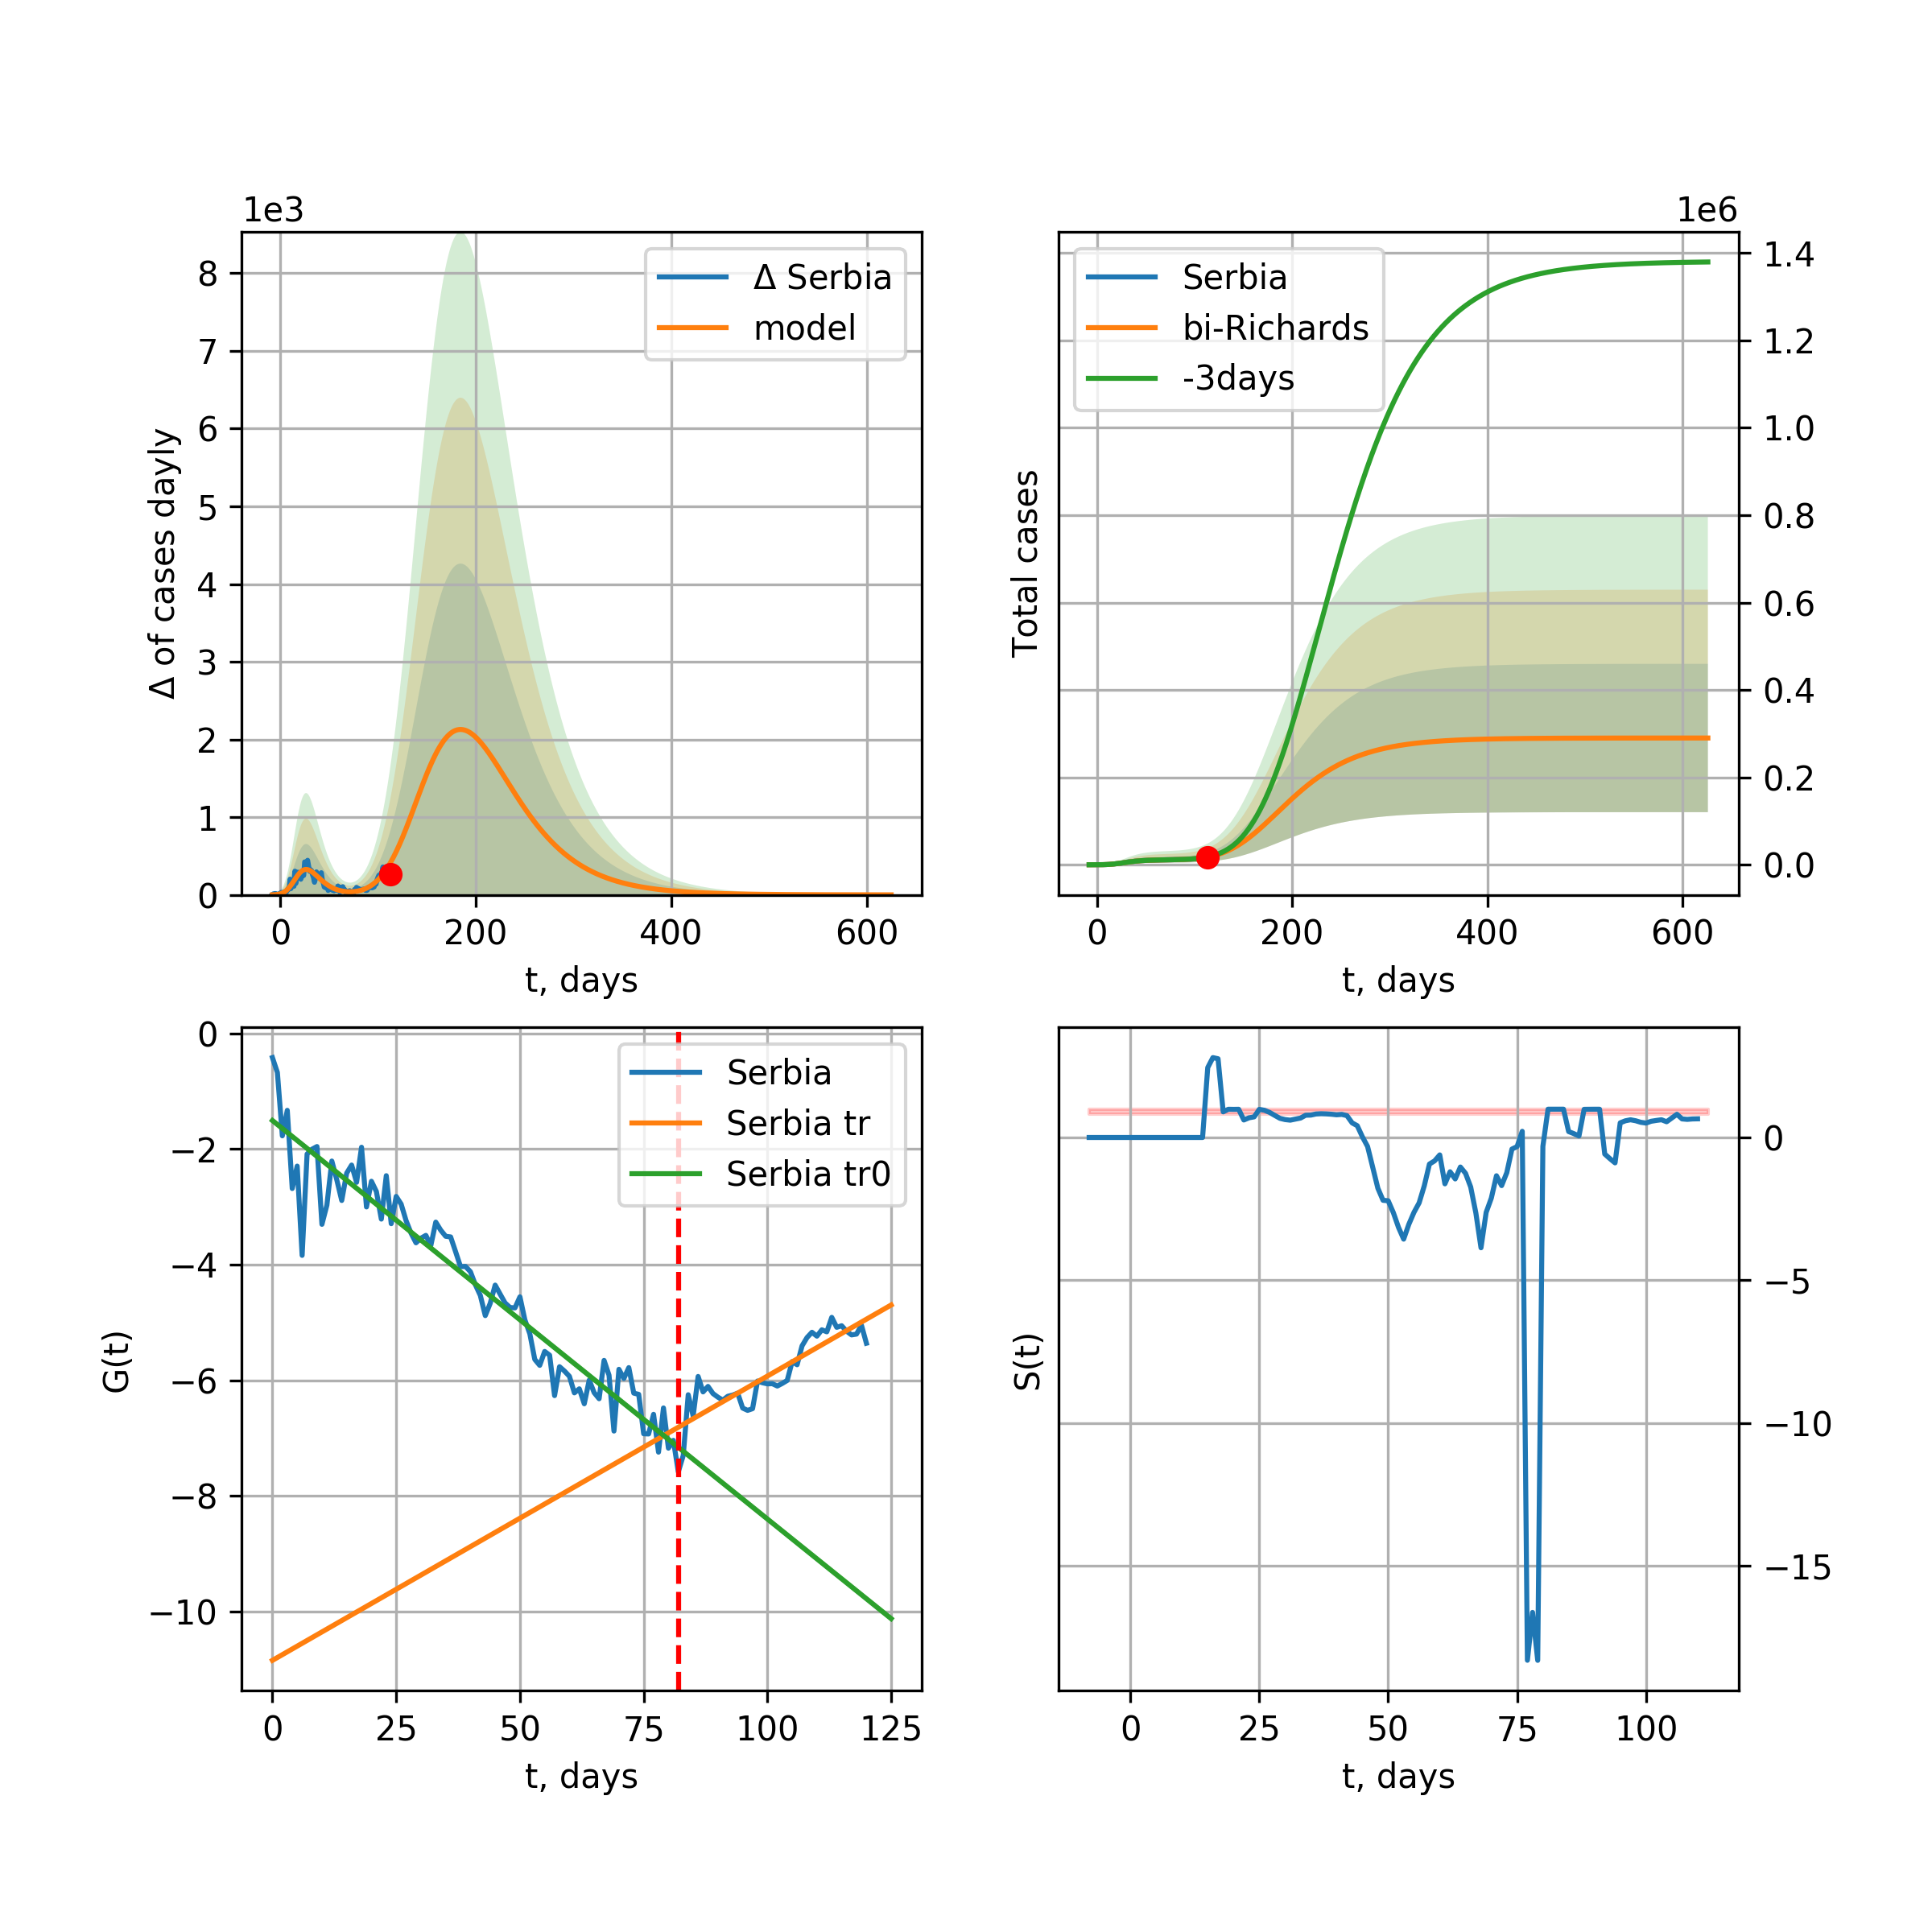 1e3
Δ of cases dayly
8
7
6
5
4
3
2
1
0
0 200 400 600
t, days
Δ Serbia
model
1e6
Total cases
1.4
1.2
1.0
0.8
0.6
0.4
0.2
0.0
0 200 400 600
t, days
Serbia
bi-Richards
-3days
G(t)
0
−2
−4
−6
−8
−10
0 25 50 75 100 125
t, days
Serbia
Serbia tr
Serbia tr0
S(t)
0
−5
−10
−15
0 25 50 75 100
t, days